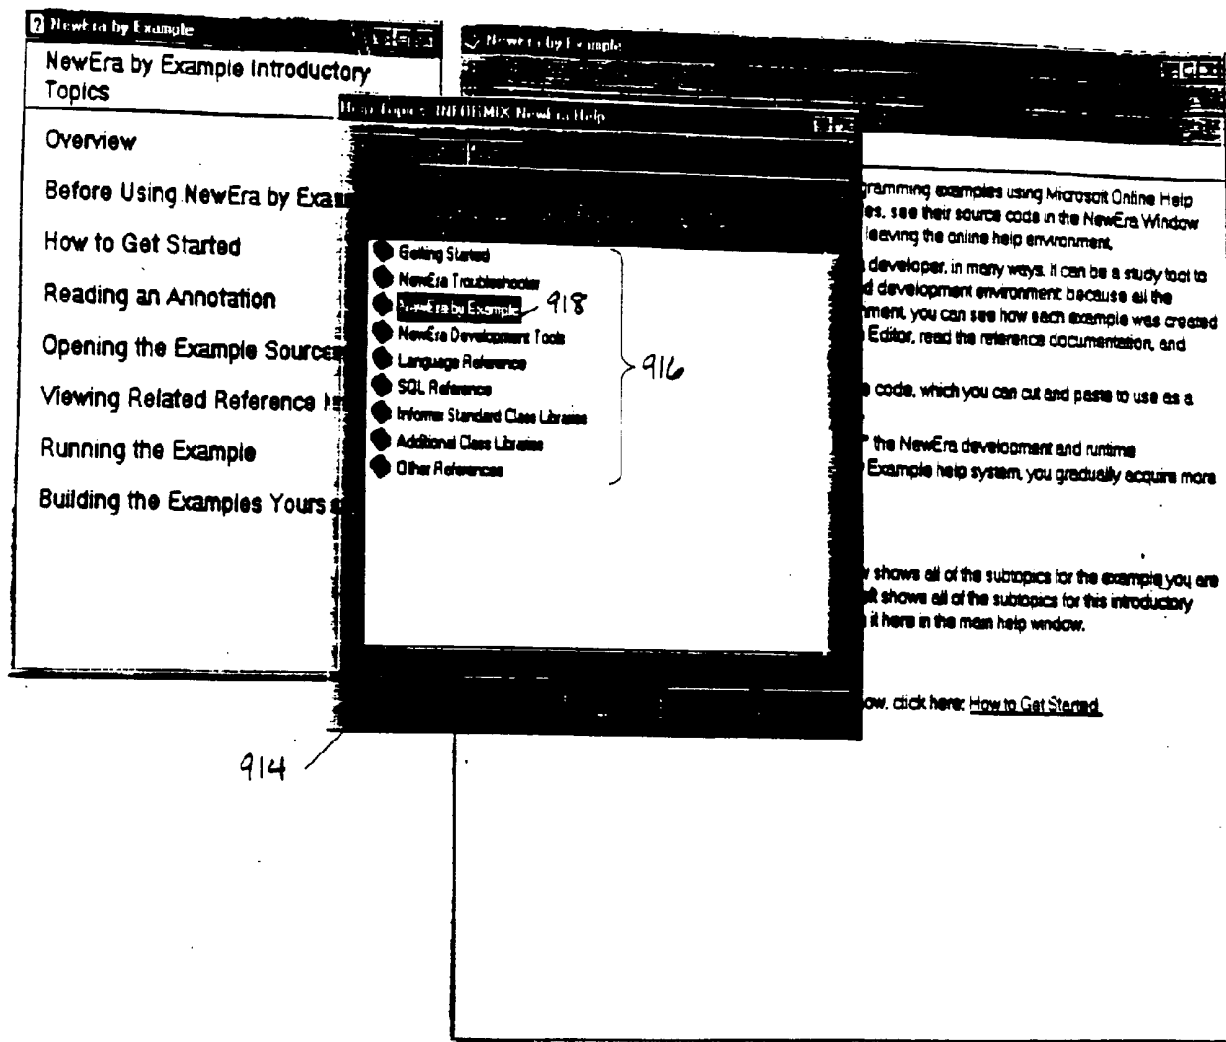 NewEra by Example
NewEra by Example Introductory
Topics
Overview
Before Using NewEra by Exam
How to Get Started
Reading an Annotation
Opening the Example Source
Viewing Related Reference
Running the Example
Building the Examples Yours
NewEra by Example
Help Topics: INFORMIX NewEra Help
Getting Started
NewEra Troubleshooter
NewEra by Example
918
NewEra Development Tools
Language Reference
916
SQL Reference
Informix Standard Class Libraries
Additional Class Libraries
Other References
914
gramming examples using Microsoft Online Help
es, see their source code in the NewEra Window
leaving the online help environment.
developer, in many ways. It can be a study tool to
d development environment because all the
nment, you can see how each example was created
Editor, read the reference documentation, and
code, which you can cut and paste to use as a
the NewEra development and runtime
Example help system, you gradually acquire more
shows all of the subtopics for the example you are
shows all of the subtopics for this introductory
it here in the main help window.
ow, click here: How to Get Started